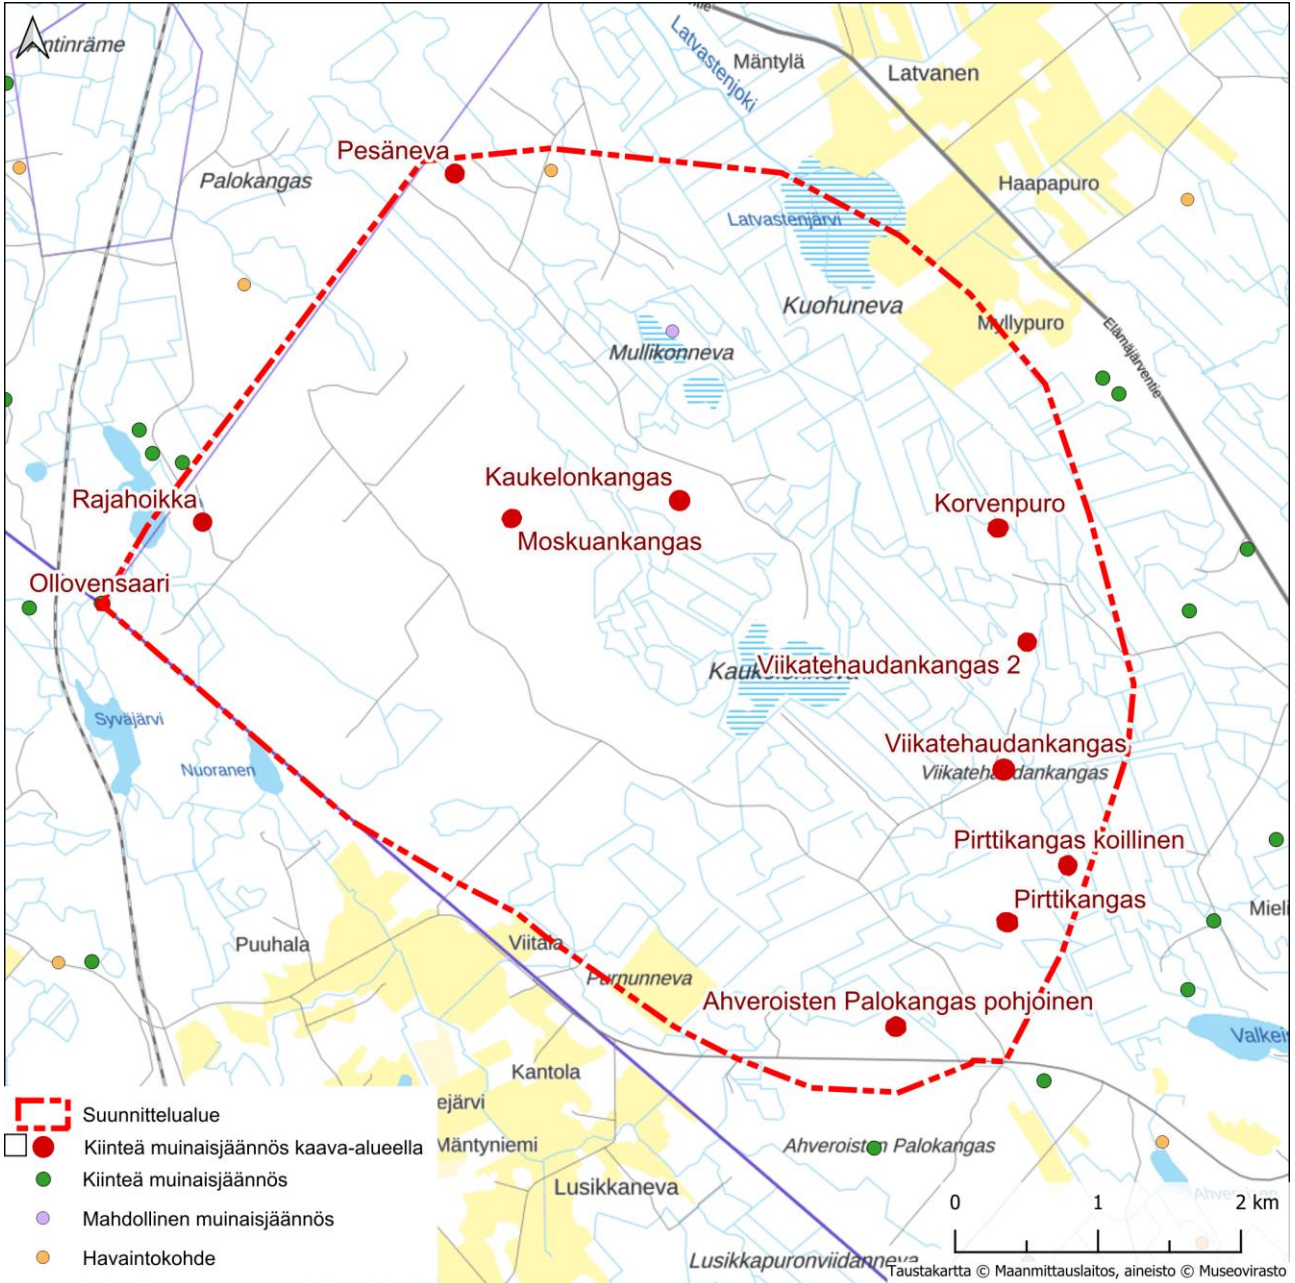 Mäntylä
Latvanen
Latvastenjoki
Pesäneva
Palokangas
Haapapuro
Latvastenjärvi
Kuohuneva
Myllypuro
Elämäjärventie
Mullikonneva
Kaukelonkangas
Rajahoikka
Korvenpuro
Moskuankangas
Ollovensaari
Viikatehaudankangas 2
Syväjärvi
Nuoranen
Viikatehaudankangas
Viikatehaudankangas
Pirttikangas koillinen
Pirttikangas
Mieli
Puuhala
Viitala
Purnunneva
Ahveroisten Palokangas pohjoinen
Valkeis
Kantola
ejärvi
Mäntyniemi
Ahveroisten Palokangas
Lusikkaneva
Lusikkapuronviidanneva
Suunnittelualue
Kiinteä muinaisjäännös kaava-alueella
Kiinteä muinaisjäännös
Mahdollinen muinaisjäännös
Havaintokohde
0 1 2 km
Taustakartta © Maanmittauslaitos, aineisto © Museovirasto